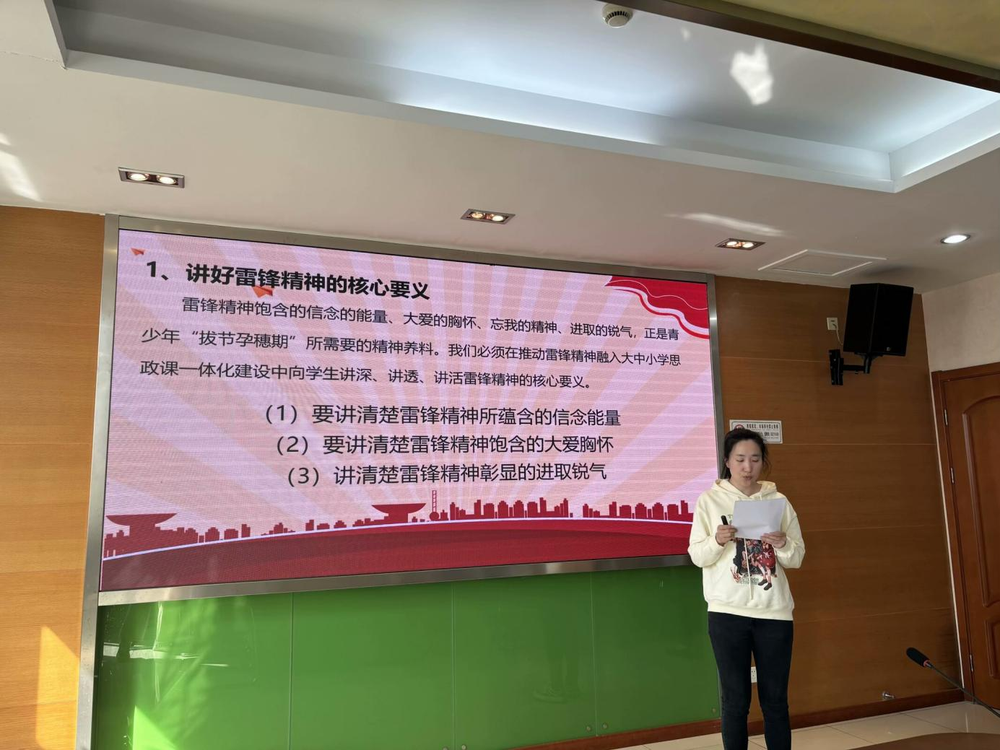 1、讲好雷锋精神的核心要义
雷锋精神饱含的信念的能量、大爱的胸怀、忘我的精神、进取的锐气，正是青
少年“拔节孕穗期”所需要的精神养料。我们必须在推动雷锋精神融入大中小学思
政课一体化建设中向学生讲深、讲透、讲活雷锋精神的核心要义。
（1）要讲清楚雷锋精神所蕴含的信念能量
（2）要讲清楚雷锋精神饱含的大爱胸怀
（3）讲清楚雷锋精神彰显的进取锐气